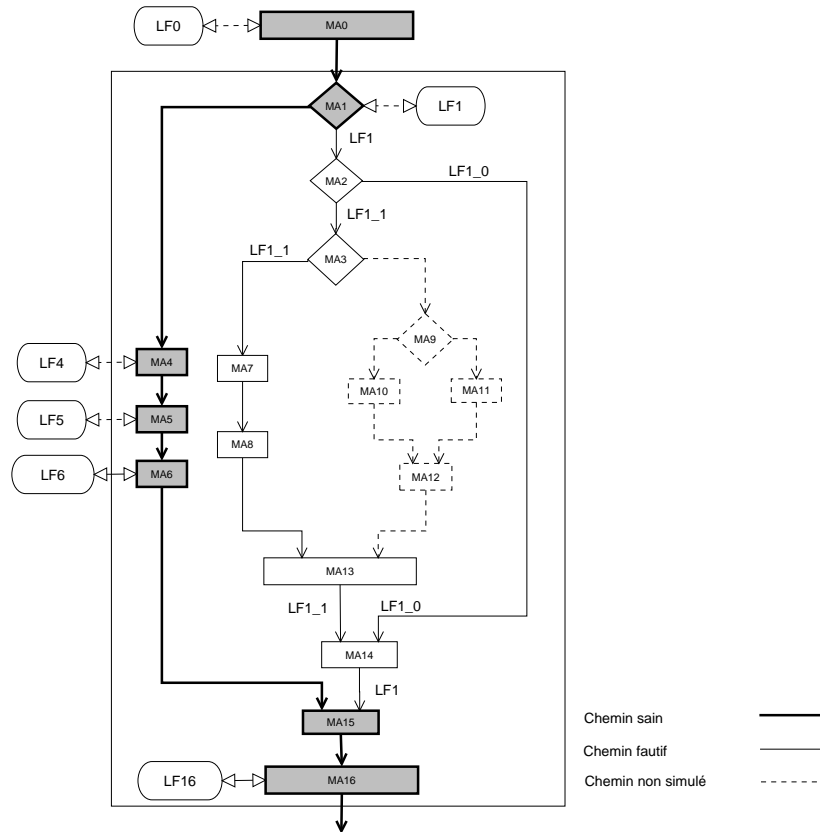 LF0
MA0
MA1
LF1
LF1
MA2
LF1_0
LF1_1
LF1_1
MA3
MA9
LF4
MA4
MA7
MA10
MA11
LF5
MA5
MA8
LF6
MA6
MA12
MA13
LF1_1
LF1_0
MA14
LF1
MA15
Chemin sain
Chemin fautif
LF16
MA16
Chemin non simulé